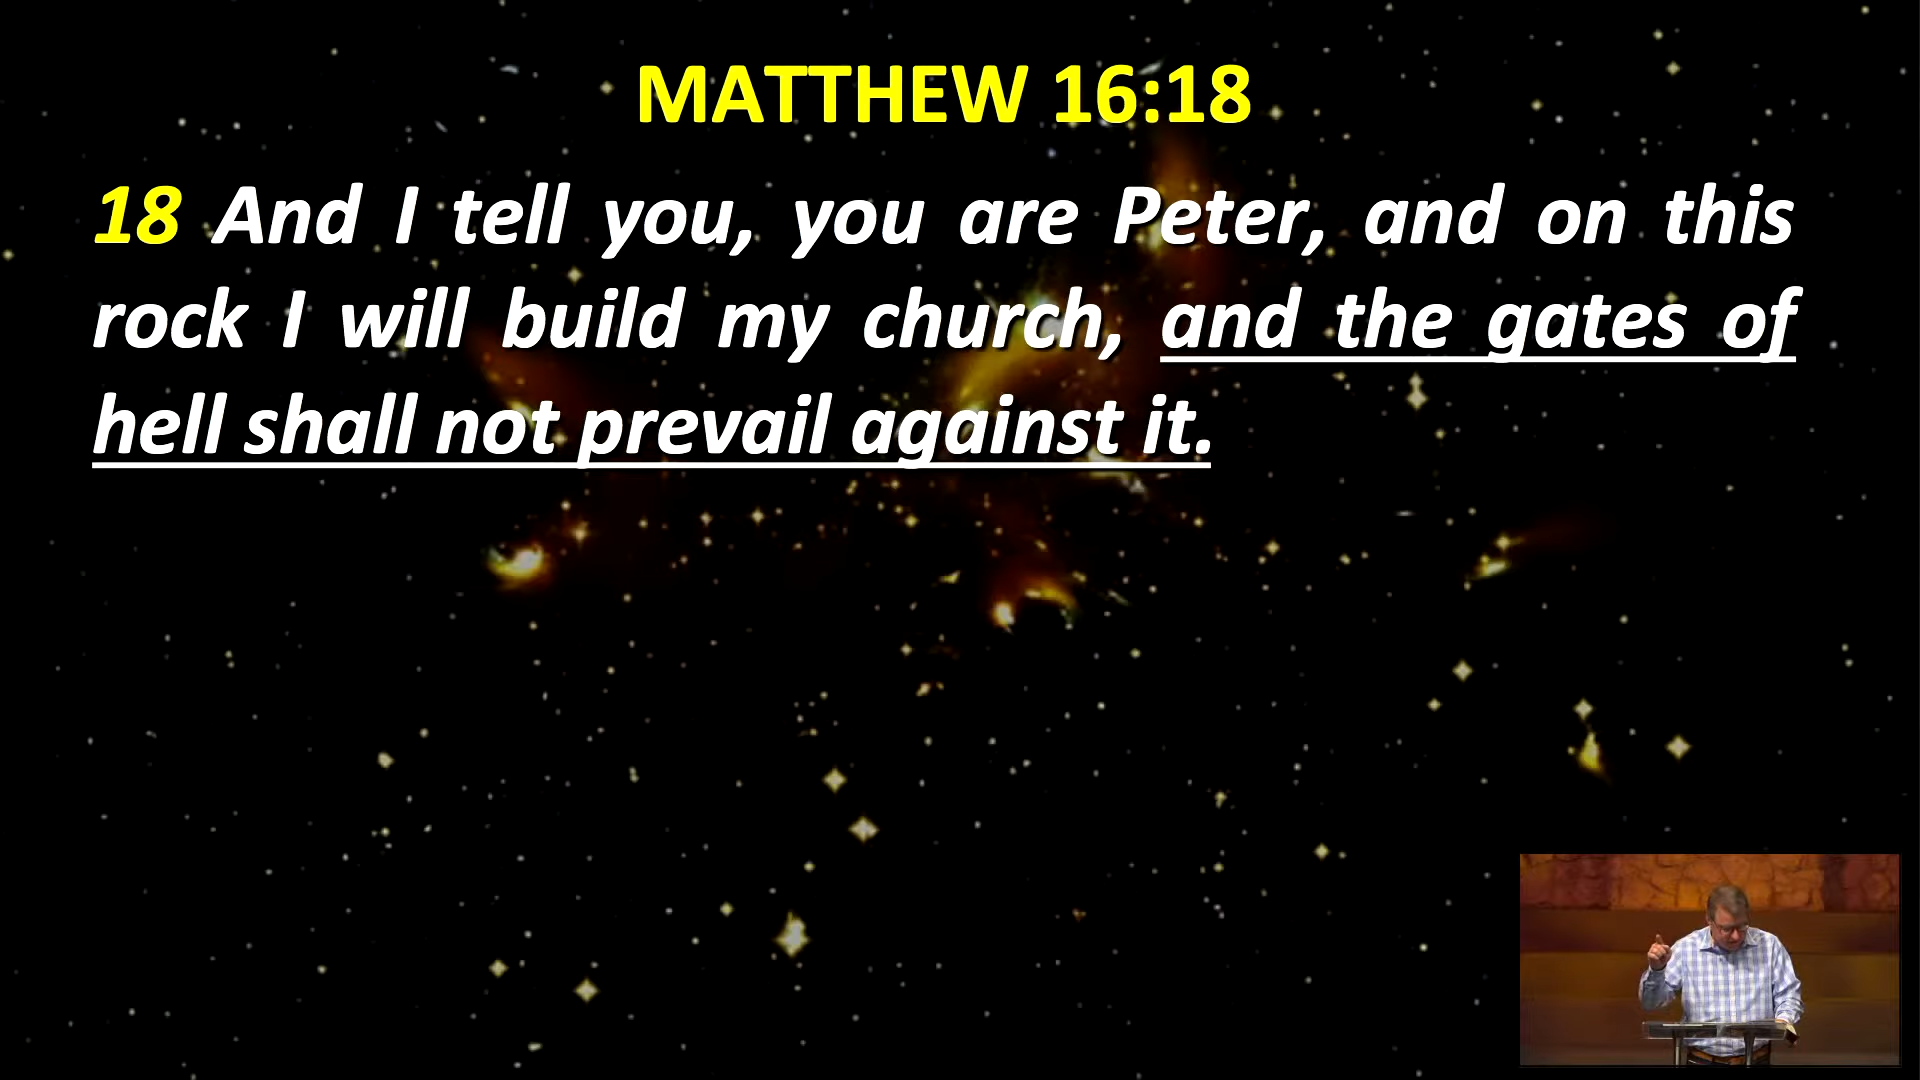 MATTHEW 16:18
18 And I tell you, you are Peter, and on this
rock I will build my church, and the gates of
hell shall not prevail against it.